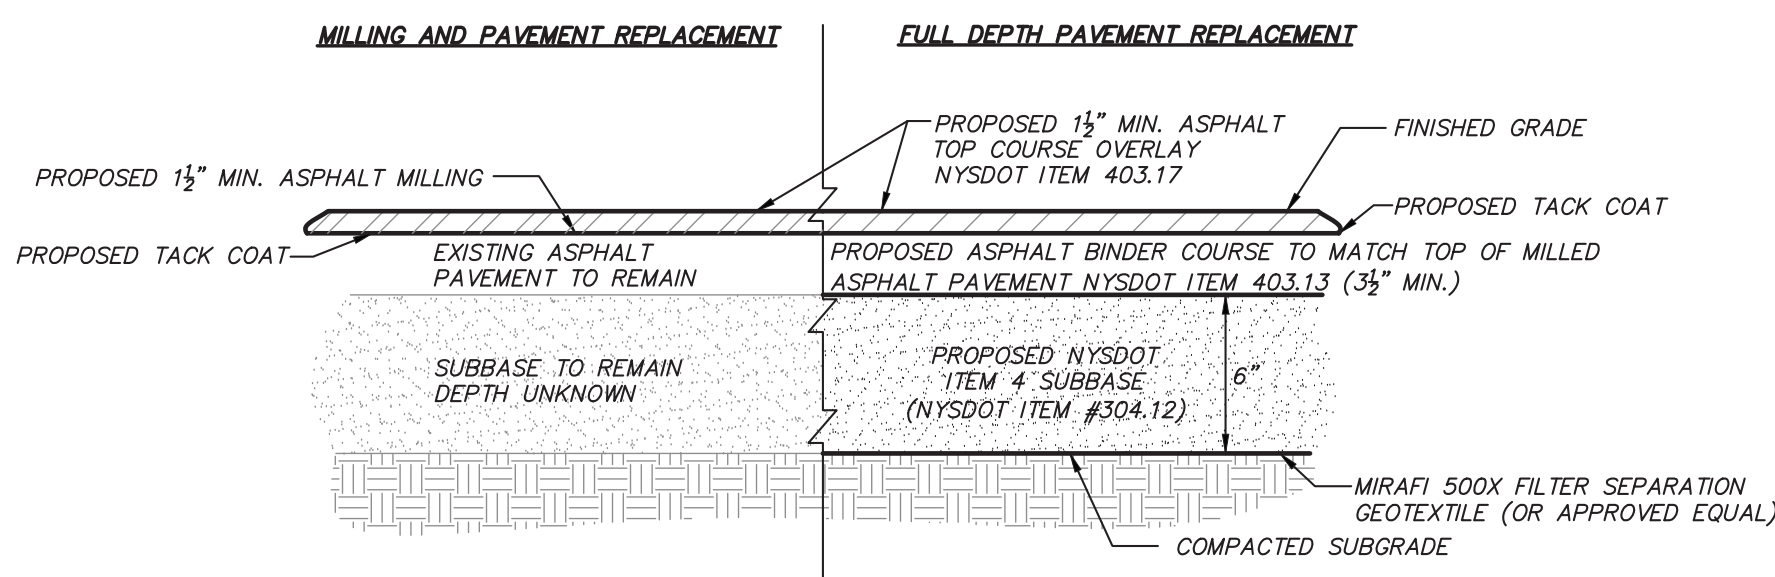 MILLING AND PAVEMENT REPLACEMENT
FULL DEPTH PAVEMENT REPLACEMENT
PROPOSED 1½” MIN. ASPHALT
TOP COURSE OVERLAY
NYSDOT ITEM 403.17
FINISHED GRADE
PROPOSED 1½” MIN. ASPHALT MILLING
PROPOSED TACK COAT
PROPOSED TACK COAT
EXISTING ASPHALT
PAVEMENT TO REMAIN
PROPOSED ASPHALT BINDER COURSE TO MATCH TOP OF MILLED
ASPHALT PAVEMENT NYSDOT ITEM 403.13 (3½” MIN.)
SUBBASE TO REMAIN
DEPTH UNKNOWN
PROPOSED NYSDOT
ITEM 4 SUBBASE
(NYSDOT ITEM #304.12)
6”
MIRAFI 500X FILTER SEPARATION
GEOTEXTILE (OR APPROVED EQUAL)
COMPACTED SUBGRADE